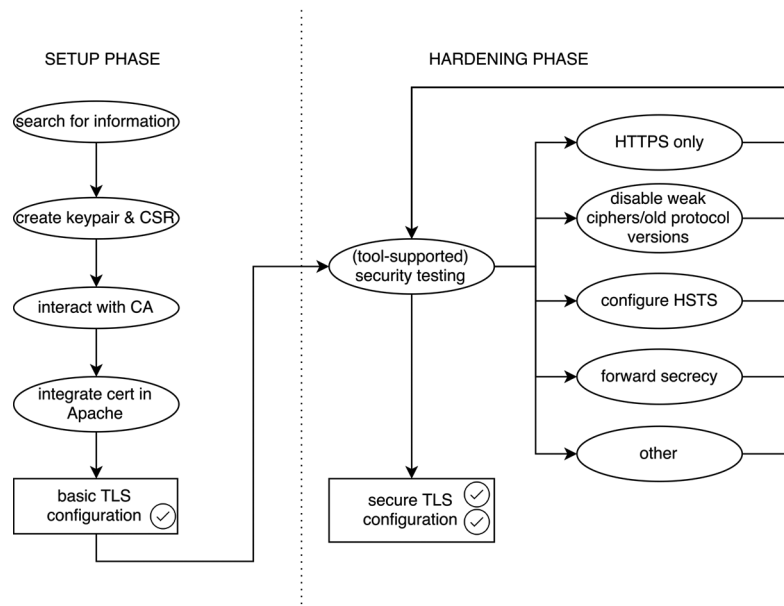 SETUP PHASE
search for information
create keypair & CSR
interact with CA
integrate cert in
Apache
basic TLS
configuration
HARDENING PHASE
(tool-supported)
security testing
secure TLS
configuration
HTTPS only
disable weak
ciphers/old protocol
versions
configure HSTS
forward secrecy
other